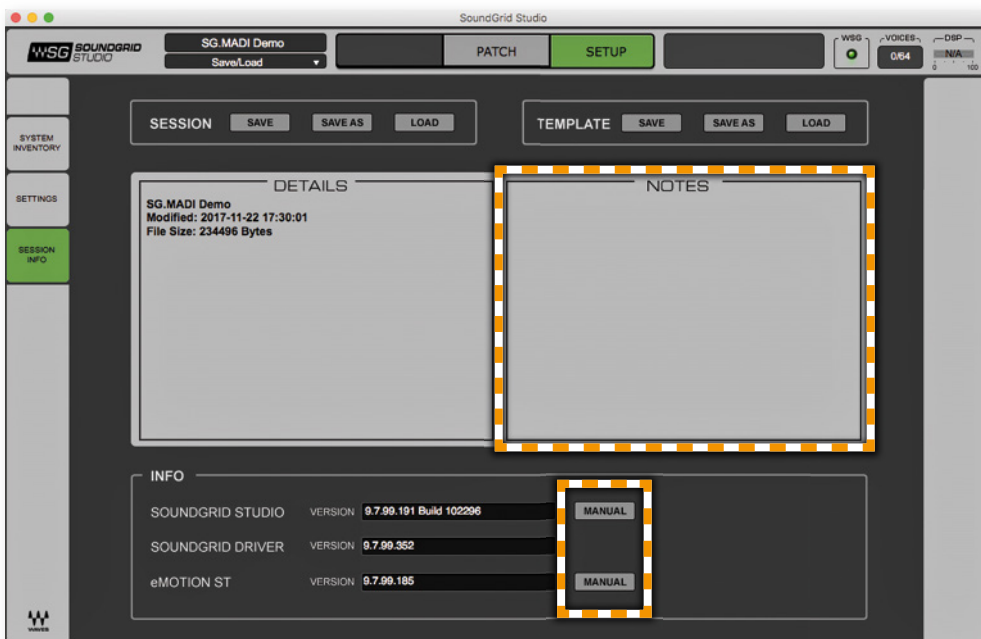 SoundGrid Studio
WSG SOUNDGRID STUDIO
SG.MADI Demo
Save/Load
PATCH
SETUP
WSG
VOICES
0/64
DSP
N/A
0 100
SYSTEM INVENTORY
SETTINGS
SESSION INFO
SESSION SAVE SAVE AS LOAD
TEMPLATE SAVE SAVE AS LOAD
DETAILS
SG.MADI Demo
Modified: 2017-11-22 17:30:01
File Size: 234496 Bytes
NOTES
INFO
SOUNDGRID STUDIO VERSION 9.7.99.191 Build 102296 MANUAL
SOUNDGRID DRIVER VERSION 9.7.99.352
eMOTION ST VERSION 9.7.99.185 MANUAL
WAVES